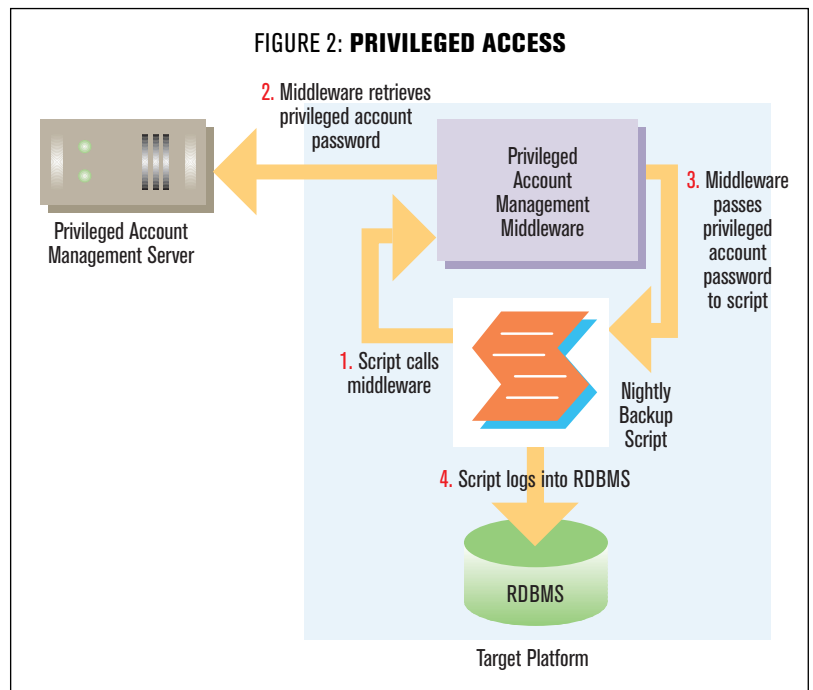 FIGURE 2: PRIVILEGED ACCESS
2. Middleware retrieves
privileged account
password
Privileged Account
Management Server
Privileged
Account
Management
Middleware
3. Middleware
passes
privileged
account
password
to script
1. Script calls
middleware
Nightly
Backup
Script
4. Script logs into RDBMS
RDBMS
Target Platform